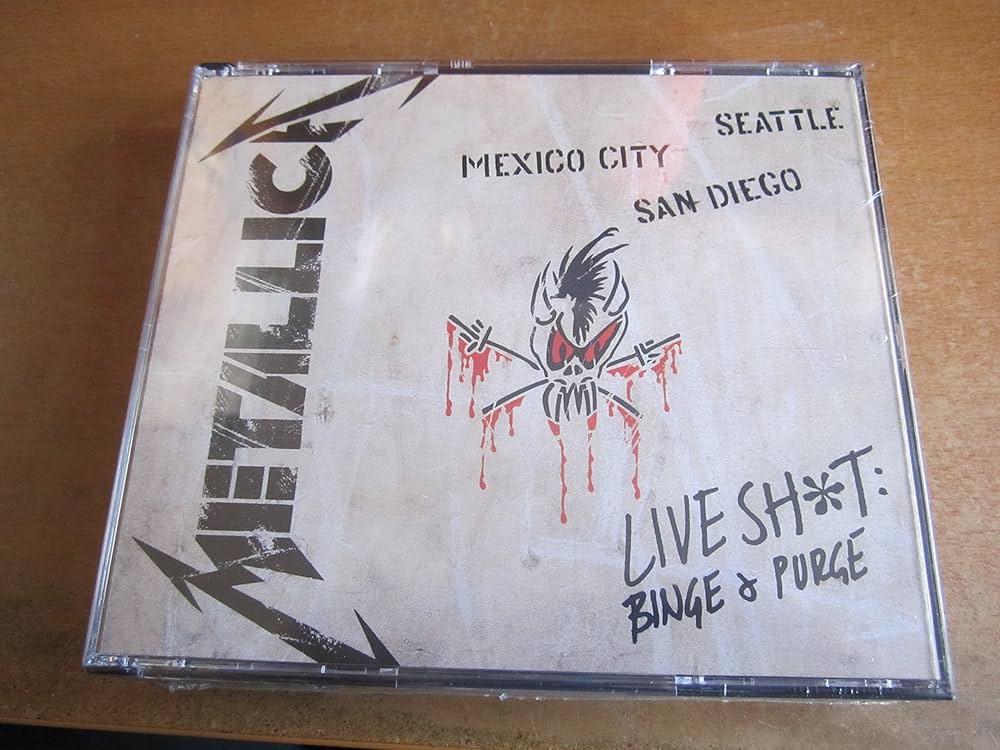 METALLICA
SEATTLE
MEXICO CITY
SAN DIEGO
LIVE SH*T:
BINGE & PURGE